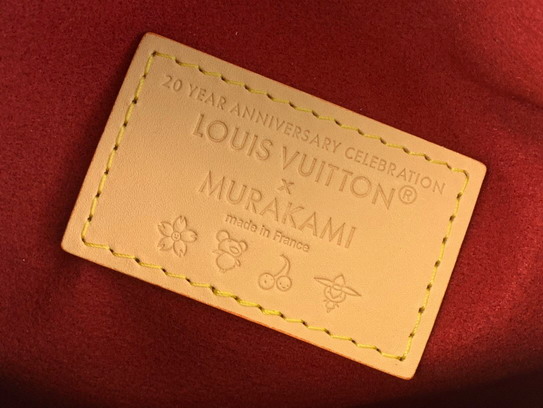 20 YEAR ANNIVERSARY CELEBRATION
LOUIS VUITTON®
×
MURAKAMI
made in France